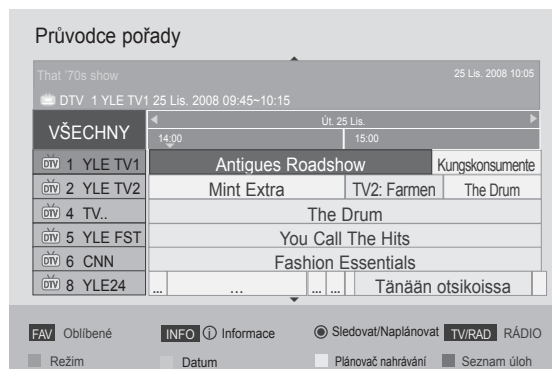 Průvodce pořady
That '70s show 25 Lis. 2008 10:05
DTV 1 YLE TV1 25 Lis. 2008 09:45~10:15
VŠECHNY Út. 25 Lis.
14:00 15:00
DTV 1 YLE TV1 Antigues Roadshow Kungskonsumente
DTV 2 YLE TV2 Mint Extra TV2: Farmen The Drum
DTV 4 TV.. The Drum
DTV 5 YLE FST You Call The Hits
DTV 6 CNN Fashion Essentials
DTV 8 YLE24 ... ... ... ... Tänään otsikoissa
FAV Oblíbené INFO i Informace Sledovat/Naplánovat TV/RAD RÁDIO
Režim Datum Plánovač nahrávání Seznam úloh